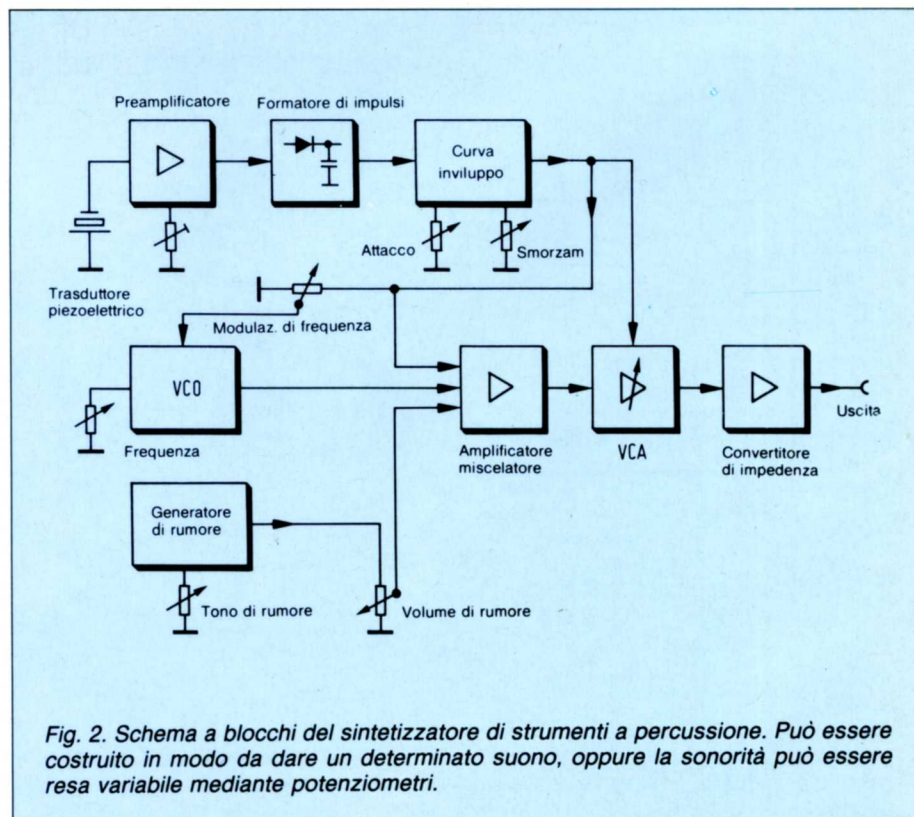 Preamplificatore
Formatore di impulsi
Curva
inviluppo
Attacco
Smorzam
Trasduttore
piezoelettrico
Modulaz. di frequenza
VCO
Frequenza
Amplificatore
miscelatore
VCA
Convertitore
di impedenza
Uscita
Generatore
di rumore
Tono di rumore
Volume di rumore
Fig. 2. Schema a blocchi del sintetizzatore di strumenti a percussione. Può essere
costruito in modo da dare un determinato suono, oppure la sonorità può essere
resa variabile mediante potenziometri.